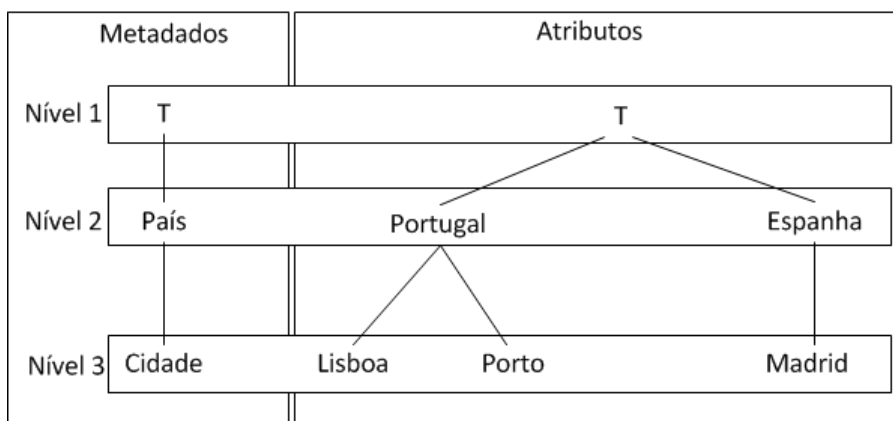 Metadados Atributos
Nível 1 T T
Nível 2 País Portugal Espanha
Nível 3 Cidade Lisboa Porto Madrid